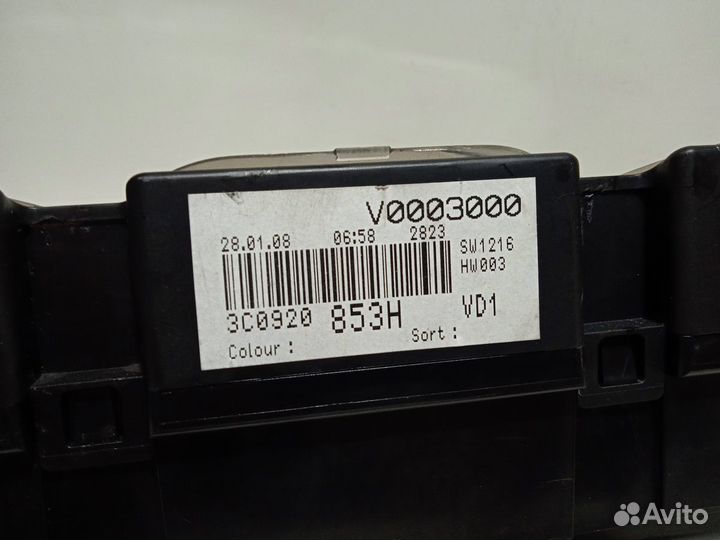 V0003000
28.01.08 06:58 2823
SW1216
HW003
3C0920 853H VD1
Colour : Sort :
Avito